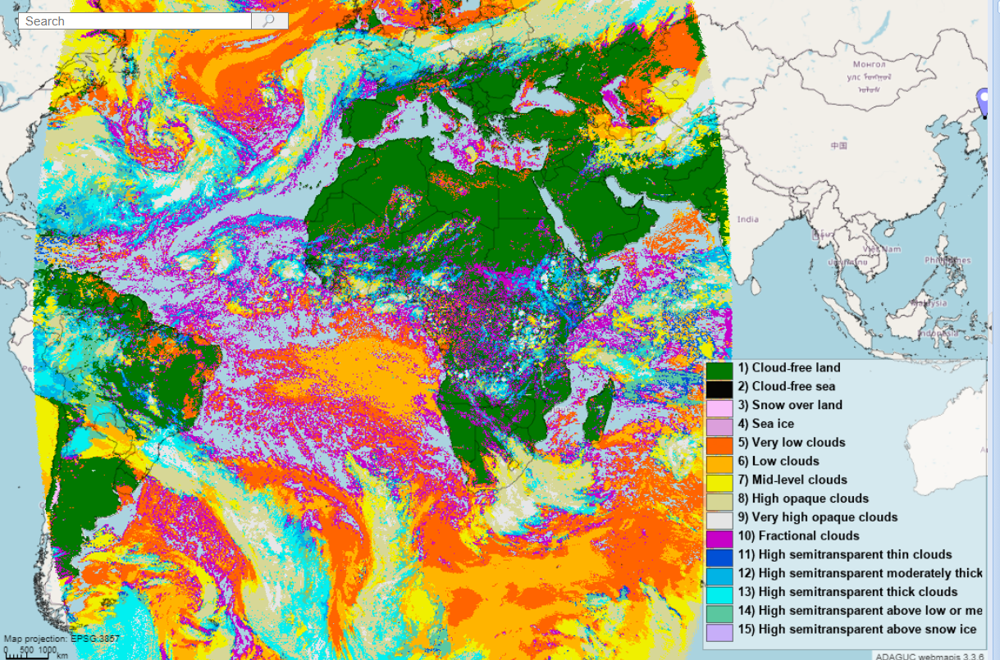 Search
Монгол
улс
中国
India
Việt Nam
Philippines
Malaysia
Indonesia
1) Cloud-free land
2) Cloud-free sea
3) Snow over land
4) Sea ice
5) Very low clouds
6) Low clouds
7) Mid-level clouds
8) High opaque clouds
9) Very high opaque clouds
10) Fractional clouds
11) High semitransparent thin clouds
12) High semitransparent moderately thick
13) High semitransparent thick clouds
14) High semitransparent above low or me
15) High semitransparent above snow ice
Map projection: EPSG:3857
0 500 1000 km
ADAGUC webmapjs 3.3.6